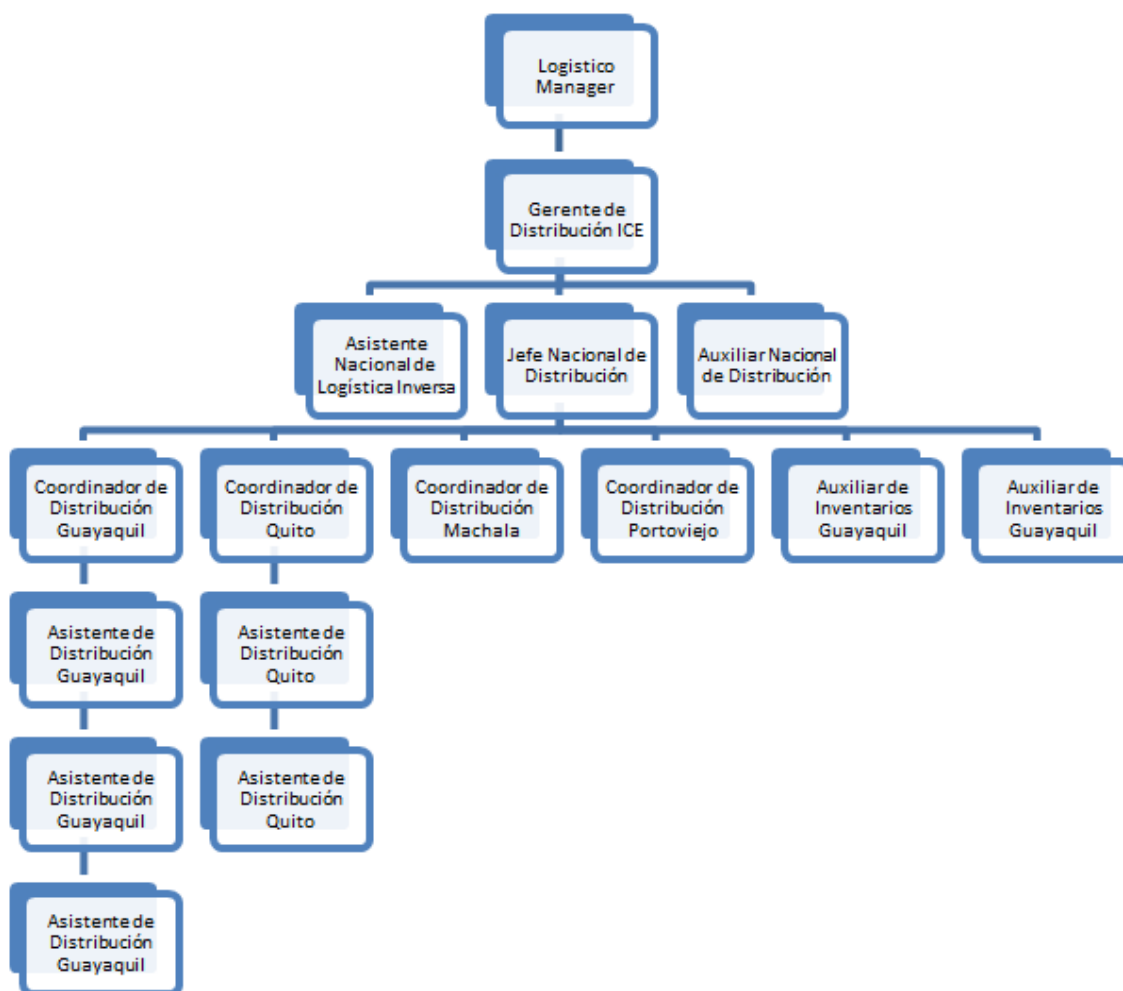 Logistico
Manager
Gerente de
Distribución ICE
Asistente
Nacional de
Logística Inversa
Jefe Nacional de
Distribución
Auxiliar Nacional
de Distribución
Coordinador de
Distribución
Guayaquil
Coordinador de
Distribución
Quito
Coordinador de
Distribución
Machala
Coordinador de
Distribución
Portoviejo
Auxiliar de
Inventarios
Guayaquil
Auxiliar de
Inventarios
Guayaquil
Asistente de
Distribución
Guayaquil
Asistente de
Distribución
Quito
Asistente de
Distribución
Guayaquil
Asistente de
Distribución
Quito
Asistente de
Distribución
Guayaquil